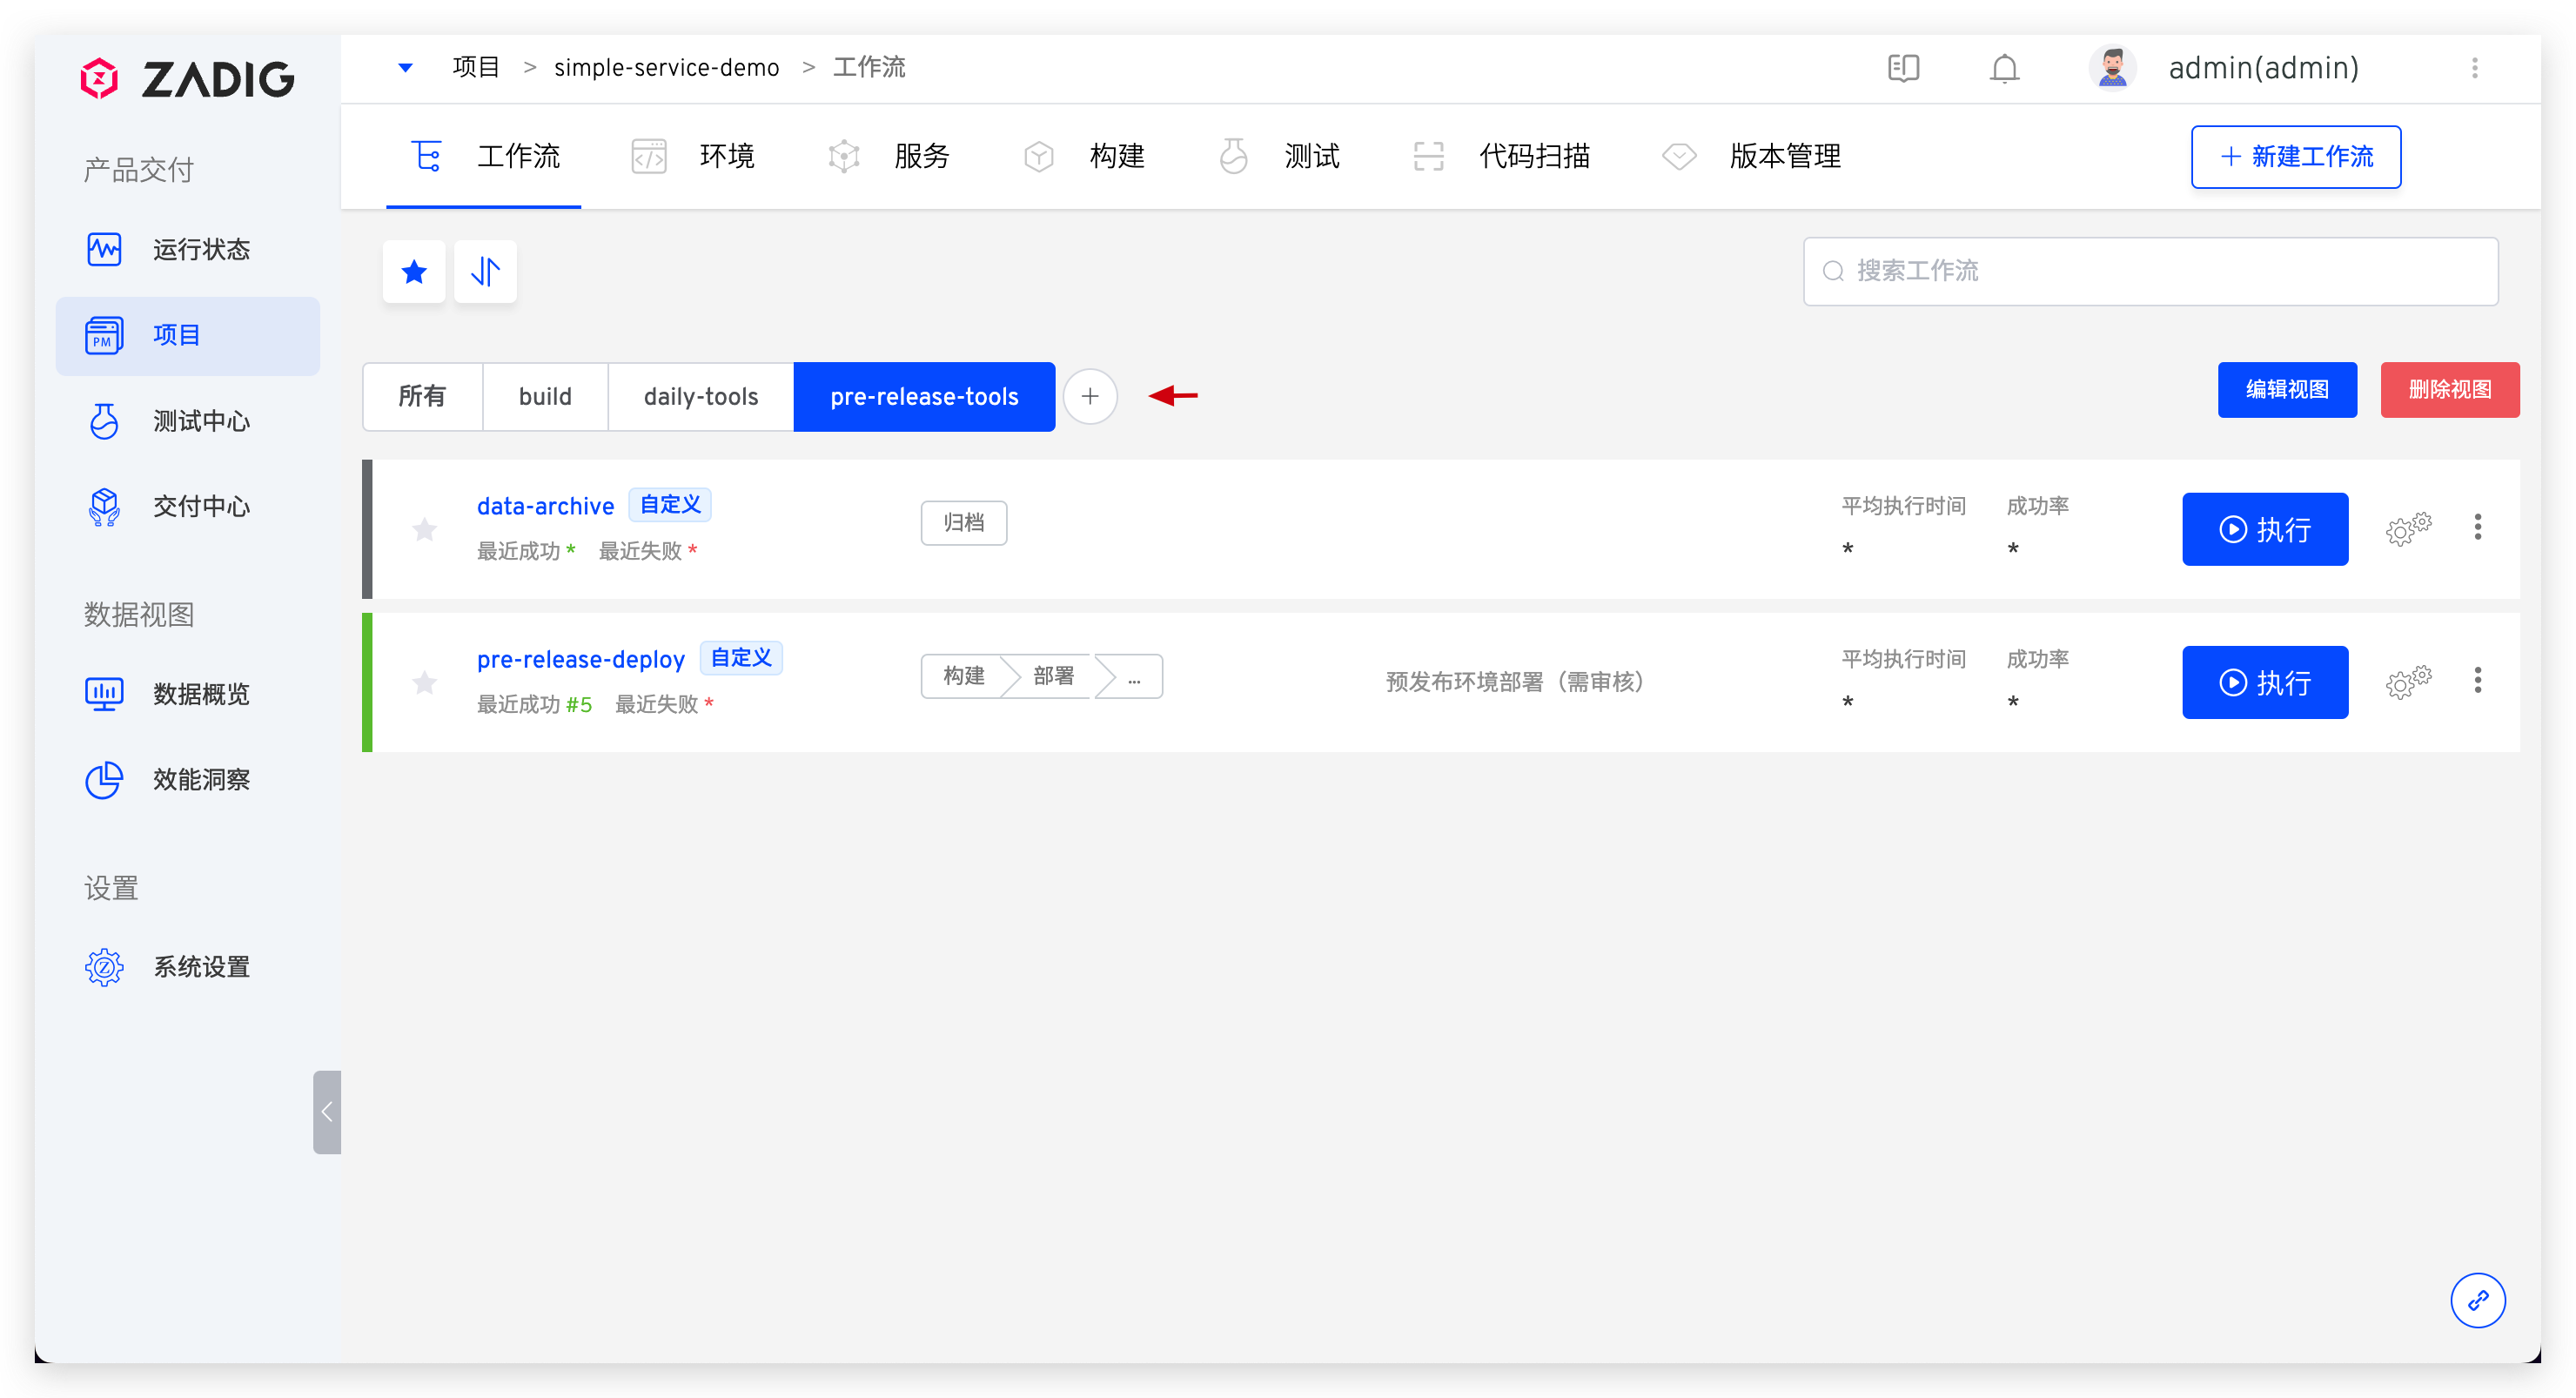 ZADIG
产品交付
运行状态
PM
项目
测试中心
交付中心
数据视图
数据概览
效能洞察
设置
Z
系统设置
项目 > simple-service-demo > 工作流
admin(admin)
工作流 环境 服务 构建 测试 代码扫描 版本管理
+ 新建工作流
搜索工作流
所有 build daily-tools pre-release-tools +
编辑视图 删除视图
data-archive 自定义
最近成功 * 最近失败 *
归档
平均执行时间 成功率
* *
执行
pre-release-deploy 自定义
最近成功 #5 最近失败 *
构建 部署 ...
预发布环境部署（需审核）
平均执行时间 成功率
* *
执行